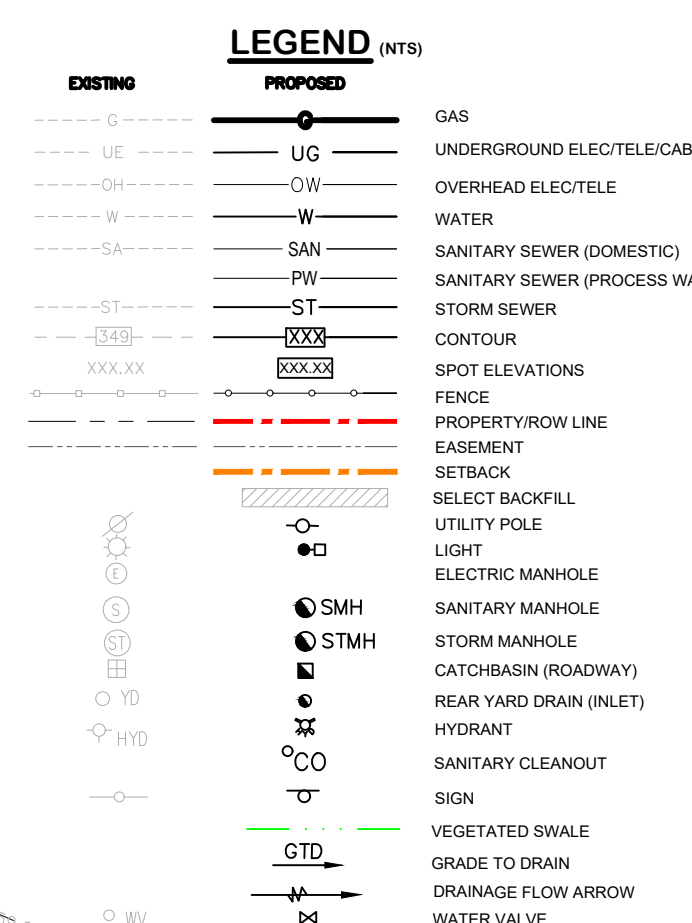 LEGEND (NTS)
EXISTING PROPOSED
G G GAS
UE UG UNDERGROUND ELEC/TELE/CAB
OH OW OVERHEAD ELEC/TELE
W W WATER
SA SAN SANITARY SEWER (DOMESTIC)
PW SANITARY SEWER (PROCESS WA
ST ST STORM SEWER
349 XXX CONTOUR
XXX.XX XXX.XX SPOT ELEVATIONS
FENCE
PROPERTY/ROW LINE
EASEMENT
SETBACK
SELECT BACKFILL
UTILITY POLE
LIGHT
E ELECTRIC MANHOLE
S SMH SANITARY MANHOLE
ST STMH STORM MANHOLE
CATCHBASIN (ROADWAY)
YD REAR YARD DRAIN (INLET)
HYD HYDRANT
CO SANITARY CLEANOUT
SIGN
VEGETATED SWALE
GTD GRADE TO DRAIN
DRAINAGE FLOW ARROW
WV WATER VALVE